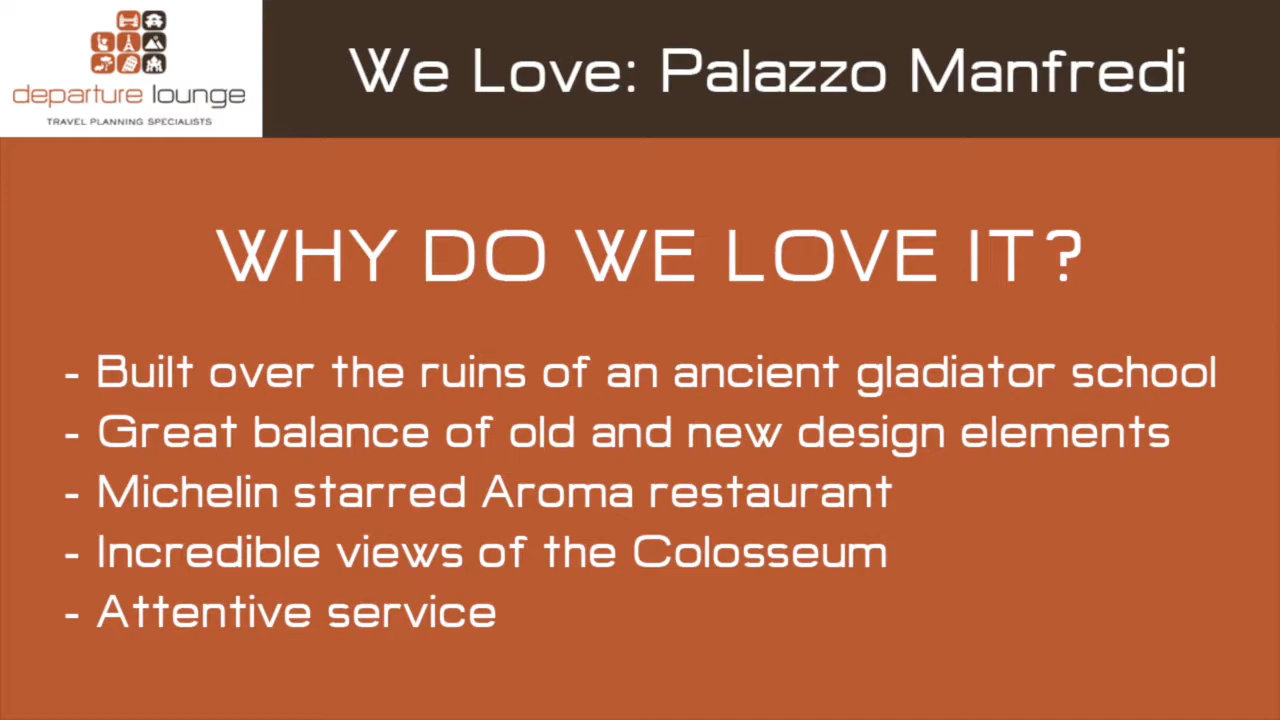 departure lounge
TRAVEL PLANNING SPECIALISTS
We Love: Palazzo Manfredi
WHY DO WE LOVE IT?
- Built over the ruins of an ancient gladiator school
- Great balance of old and new design elements
- Michelin starred Aroma restaurant
- Incredible views of the Colosseum
- Attentive service